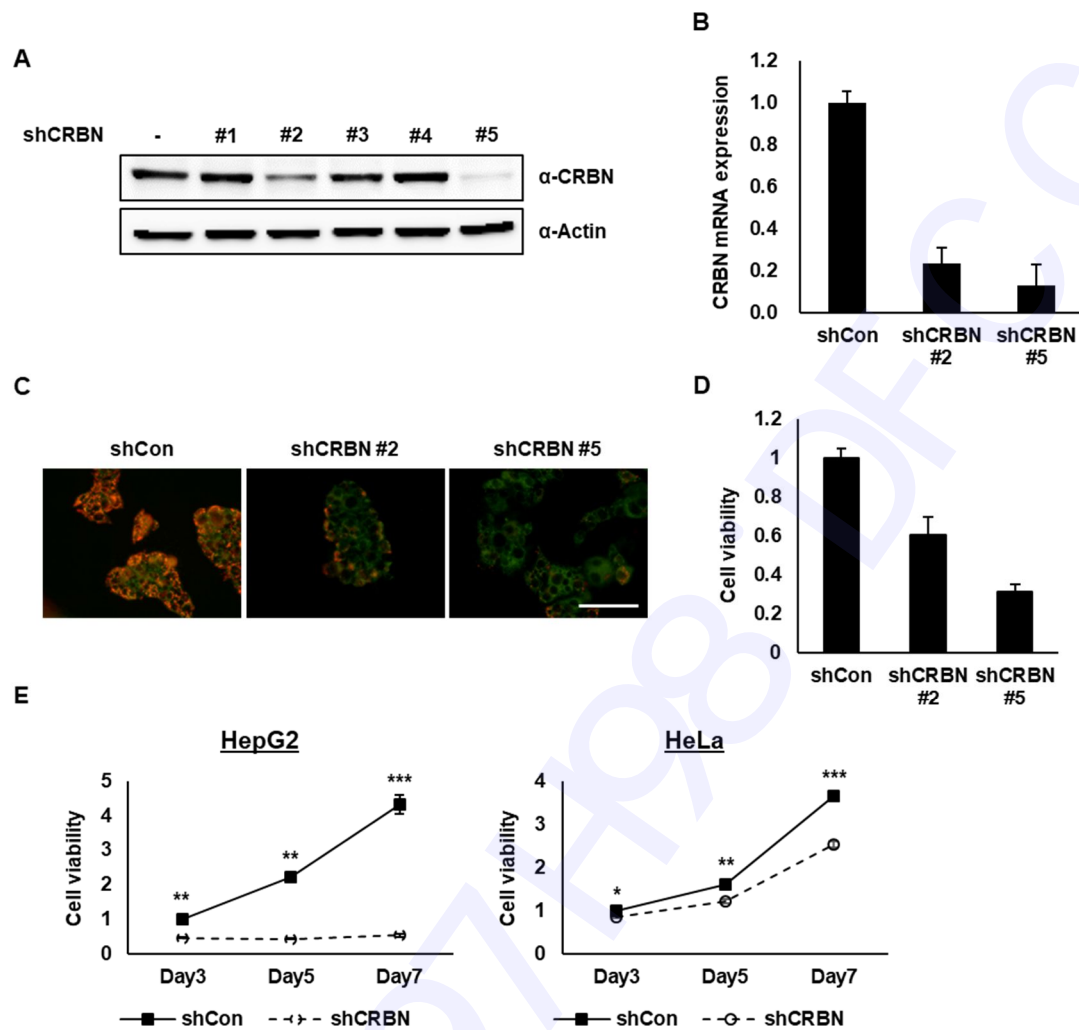 A
shCRBN - #1 #2 #3 #4 #5
α-CRBN
α-Actin
B
CRBN mRNA expression
1.2
1.0
0.8
0.6
0.4
0.2
0.0
shCon shCRBN #2 shCRBN #5
C
shCon shCRBN #2 shCRBN #5
D
Cell viability
1.2
1
0.8
0.6
0.4
0.2
0
shCon shCRBN #2 shCRBN #5
E
HepG2
Cell viability
5
4
3
2
1
0
** ** ***
Day3 Day5 Day7
shCon shCRBN
HeLa
Cell viability
4
3
2
1
0
* ** ***
Day3 Day5 Day7
shCon shCRBN